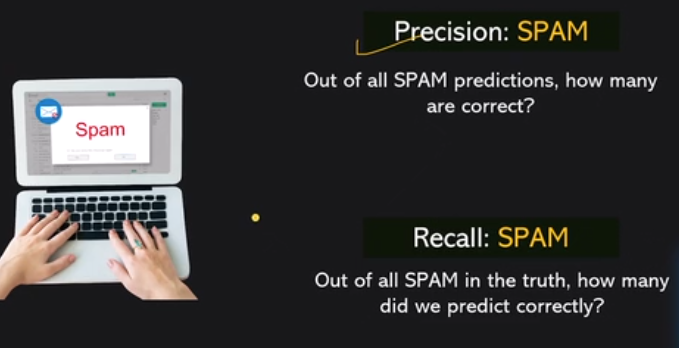 Precision: SPAM
Out of all SPAM predictions, how many
are correct?
Spam
Recall: SPAM
Out of all SPAM in the truth, how many
did we predict correctly?